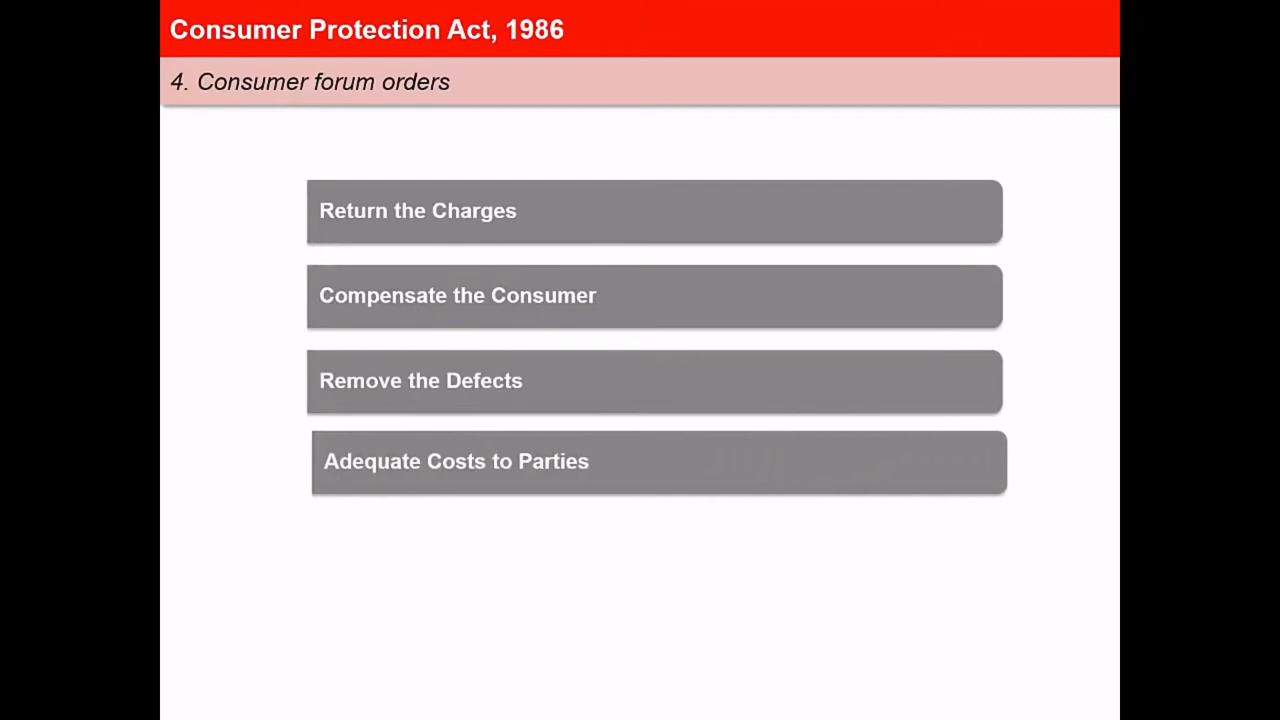 Consumer Protection Act, 1986
4. Consumer forum orders
Return the Charges
Compensate the Consumer
Remove the Defects
Adequate Costs to Parties